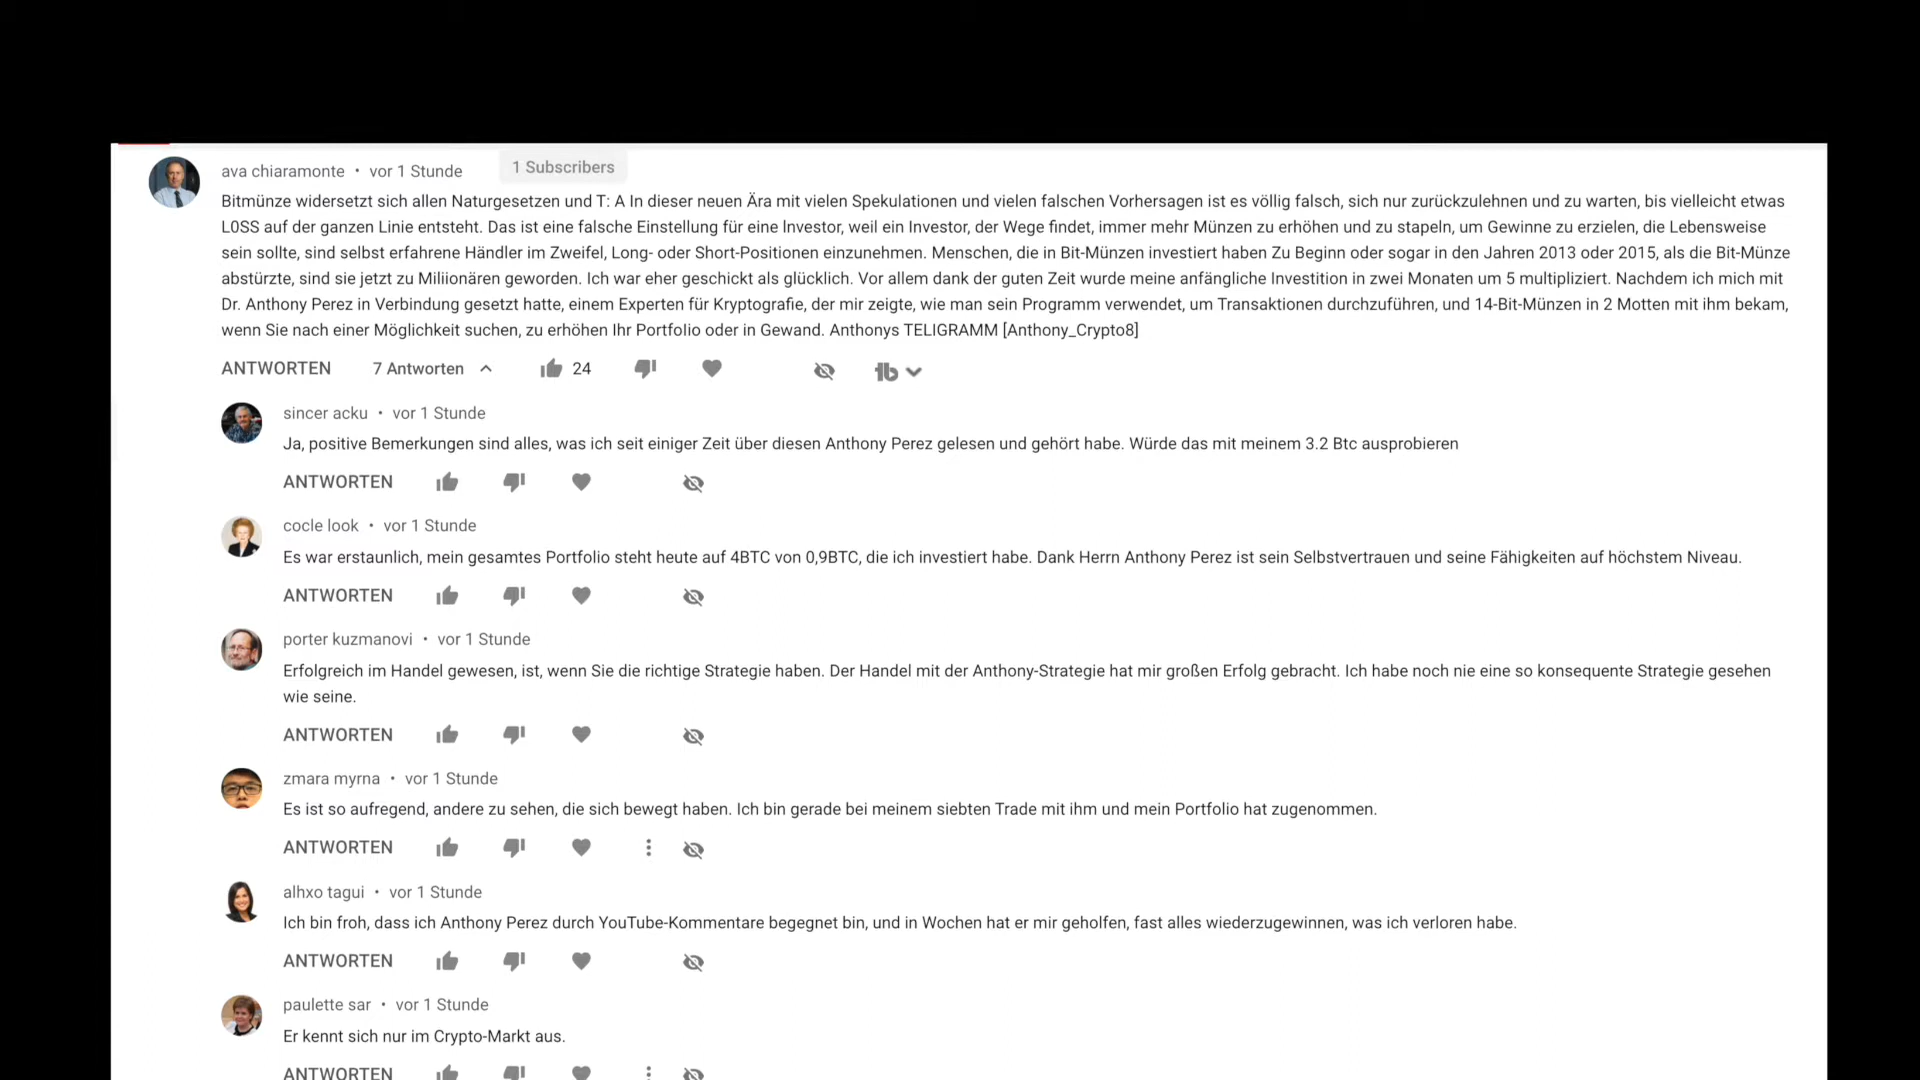 ava chiaramonte • vor 1 Stunde 1 Subscribers
Bitmünze widersetzt sich allen Naturgesetzen und T: A In dieser neuen Ära mit vielen Spekulationen und vielen falschen Vorhersagen ist es völlig falsch, sich nur zurückzulehnen und zu warten, bis vielleicht etwas
L0SS auf der ganzen Linie entsteht. Das ist eine falsche Einstellung für eine Investor, weil ein Investor, der Wege findet, immer mehr Münzen zu erhöhen und zu stapeln, um Gewinne zu erzielen, die Lebensweise
sein sollte, sind selbst erfahrene Händler im Zweifel, Long- oder Short-Positionen einzunehmen. Menschen, die in Bit-Münzen investiert haben Zu Beginn oder sogar in den Jahren 2013 oder 2015, als die Bit-Münze
abstürzte, sind sie jetzt zu Miliionären geworden. Ich war eher geschickt als glücklich. Vor allem dank der guten Zeit wurde meine anfängliche Investition in zwei Monaten um 5 multipliziert. Nachdem ich mich mit
Dr. Anthony Perez in Verbindung gesetzt hatte, einem Experten für Kryptografie, der mir zeigte, wie man sein Programm verwendet, um Transaktionen durchzuführen, und 14-Bit-Münzen in 2 Motten mit ihm bekam,
wenn Sie nach einer Möglichkeit suchen, zu erhöhen Ihr Portfolio oder in Gewand. Anthonys TELIGRAMM [Anthony_Crypto8]
ANTWORTEN 7 Antworten 24
sincer acku • vor 1 Stunde
Ja, positive Bemerkungen sind alles, was ich seit einiger Zeit über diesen Anthony Perez gelesen und gehört habe. Würde das mit meinem 3.2 Btc ausprobieren
ANTWORTEN
cocle look • vor 1 Stunde
Es war erstaunlich, mein gesamtes Portfolio steht heute auf 4BTC von 0,9BTC, die ich investiert habe. Dank Herrn Anthony Perez ist sein Selbstvertrauen und seine Fähigkeiten auf höchstem Niveau.
ANTWORTEN
porter kuzmanovi • vor 1 Stunde
Erfolgreich im Handel gewesen, ist, wenn Sie die richtige Strategie haben. Der Handel mit der Anthony-Strategie hat mir großen Erfolg gebracht. Ich habe noch nie eine so konsequente Strategie gesehen
wie seine.
ANTWORTEN
zmara myrna • vor 1 Stunde
Es ist so aufregend, andere zu sehen, die sich bewegt haben. Ich bin gerade bei meinem siebten Trade mit ihm und mein Portfolio hat zugenommen.
ANTWORTEN
alhxo tagui • vor 1 Stunde
Ich bin froh, dass ich Anthony Perez durch YouTube-Kommentare begegnet bin, und in Wochen hat er mir geholfen, fast alles wiederzugewinnen, was ich verloren habe.
ANTWORTEN
paulette sar • vor 1 Stunde
Er kennt sich nur im Crypto-Markt aus.
ANTWORTEN